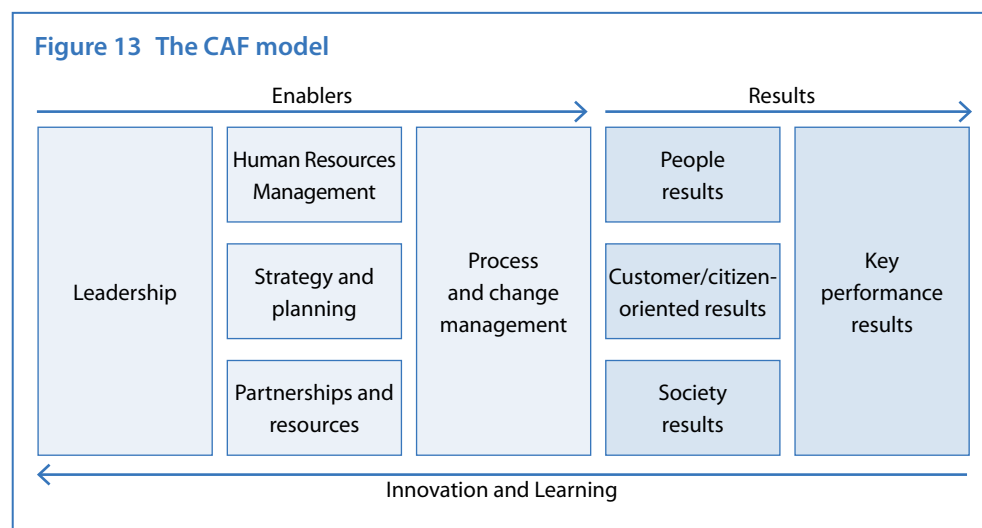 Figure 13 The CAF model
Enablers
Results
Leadership
Human Resources
Management
Strategy and
planning
Partnerships and
resources
Process
and change
management
People
results
Customer/citizen-
oriented results
Society
results
Key
performance
results
Innovation and Learning